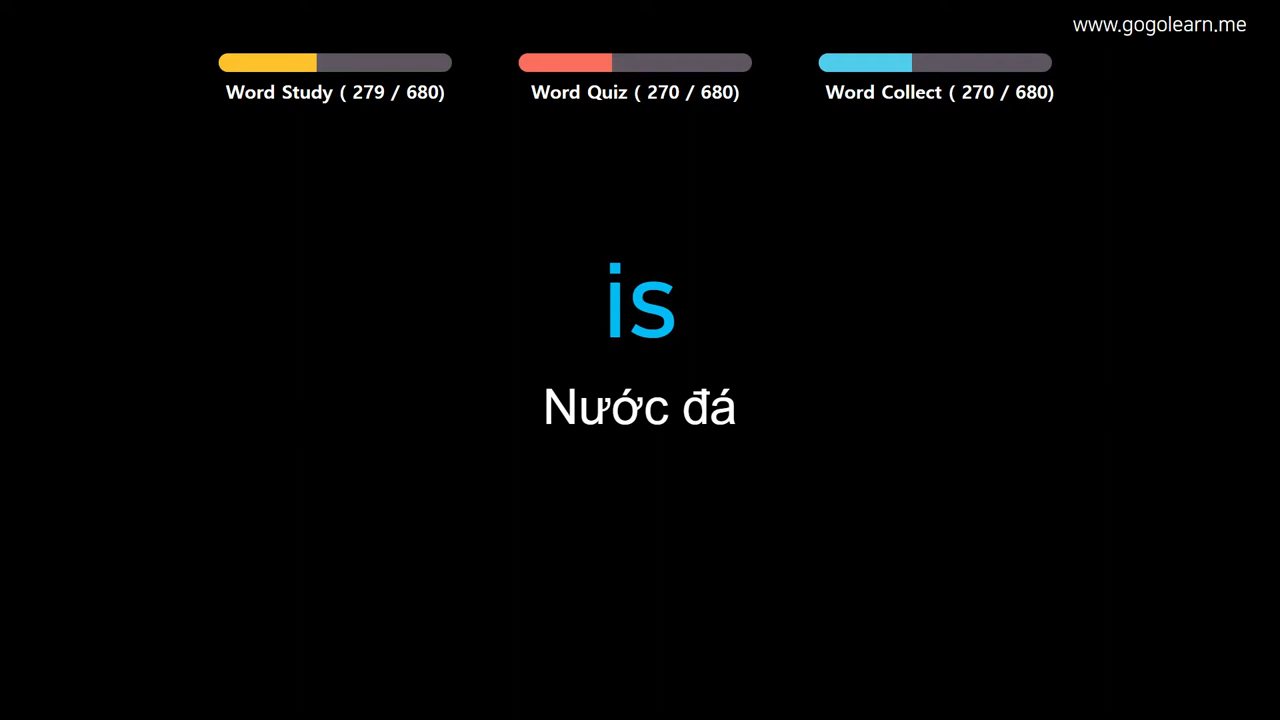 www.gogolearn.me
Word Study ( 279 / 680)
Word Quiz ( 270 / 680)
Word Collect ( 270 / 680)
is
Nước đá